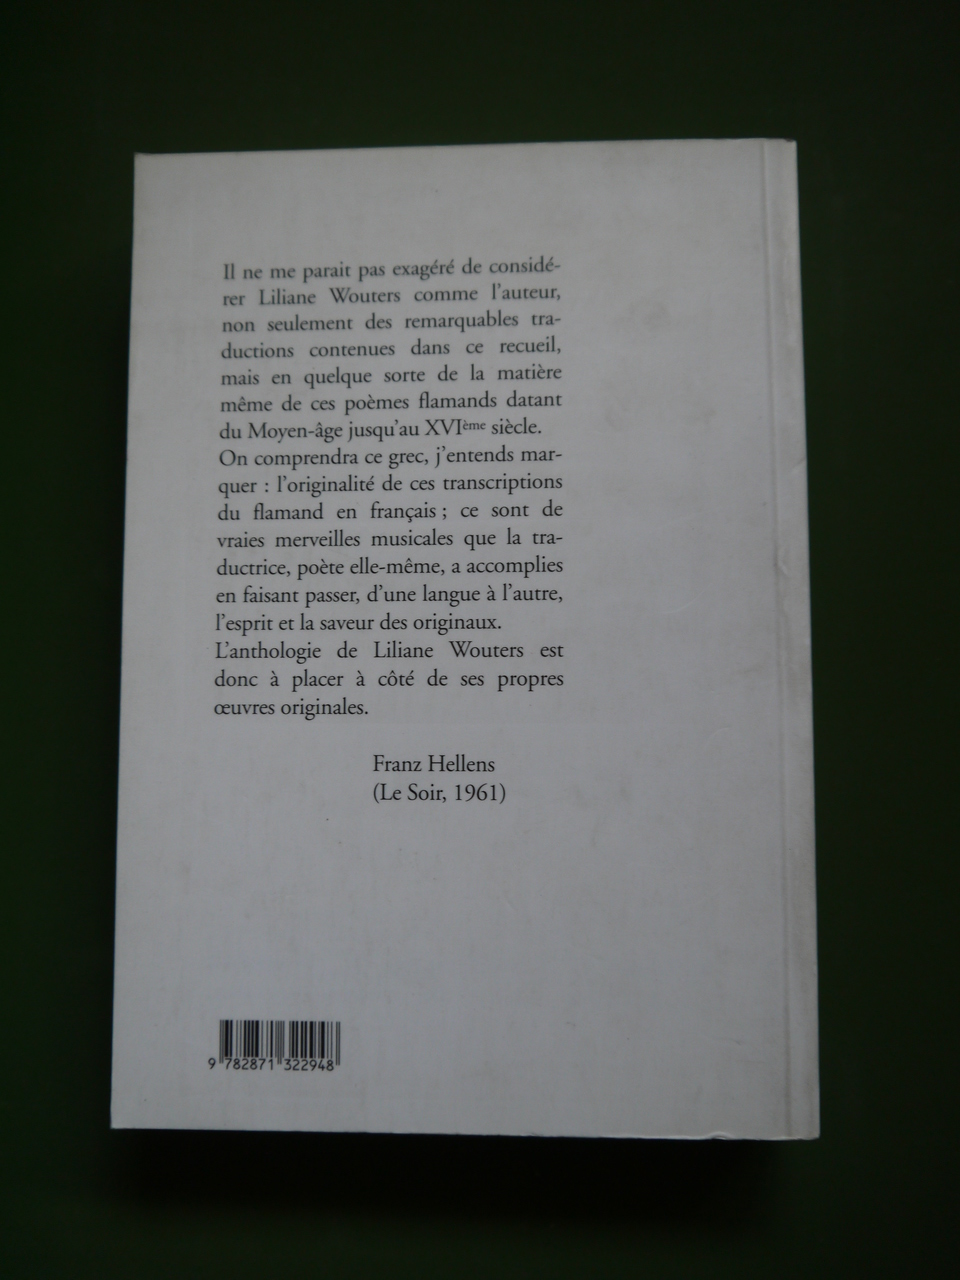 Il ne me parait pas exagéré de considé-
rer Liliane Wouters comme l'auteur,
non seulement des remarquables tra-
ductions contenues dans ce recueil,
mais en quelque sorte de la matière
même de ces poèmes flamands datant
du Moyen-âge jusqu'au XVIème siècle.
On comprendra ce grec, j'entends mar-
quer : l'originalité de ces transcriptions
du flamand en français ; ce sont de
vraies merveilles musicales que la tra-
ductrice, poète elle-même, a accomplies
en faisant passer, d'une langue à l'autre,
l'esprit et la saveur des originaux.
L'anthologie de Liliane Wouters est
donc à placer à côté de ses propres
œuvres originales.
Franz Hellens
(Le Soir, 1961)
9 782871 322948